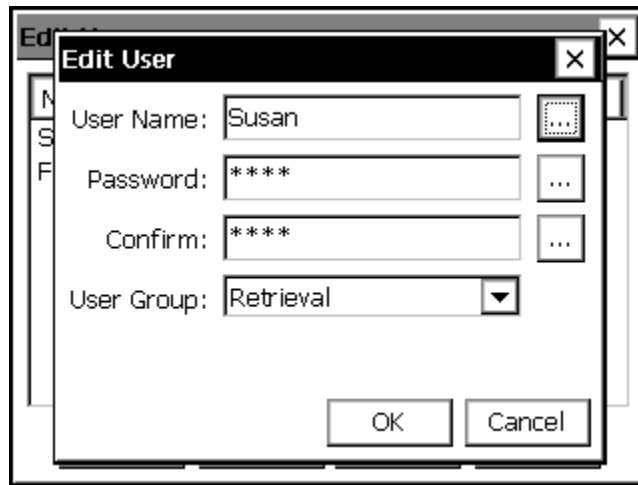 Edit User
User Name: Susan ...
Password: **** ...
Confirm: **** ...
User Group: Retrieval
OK Cancel